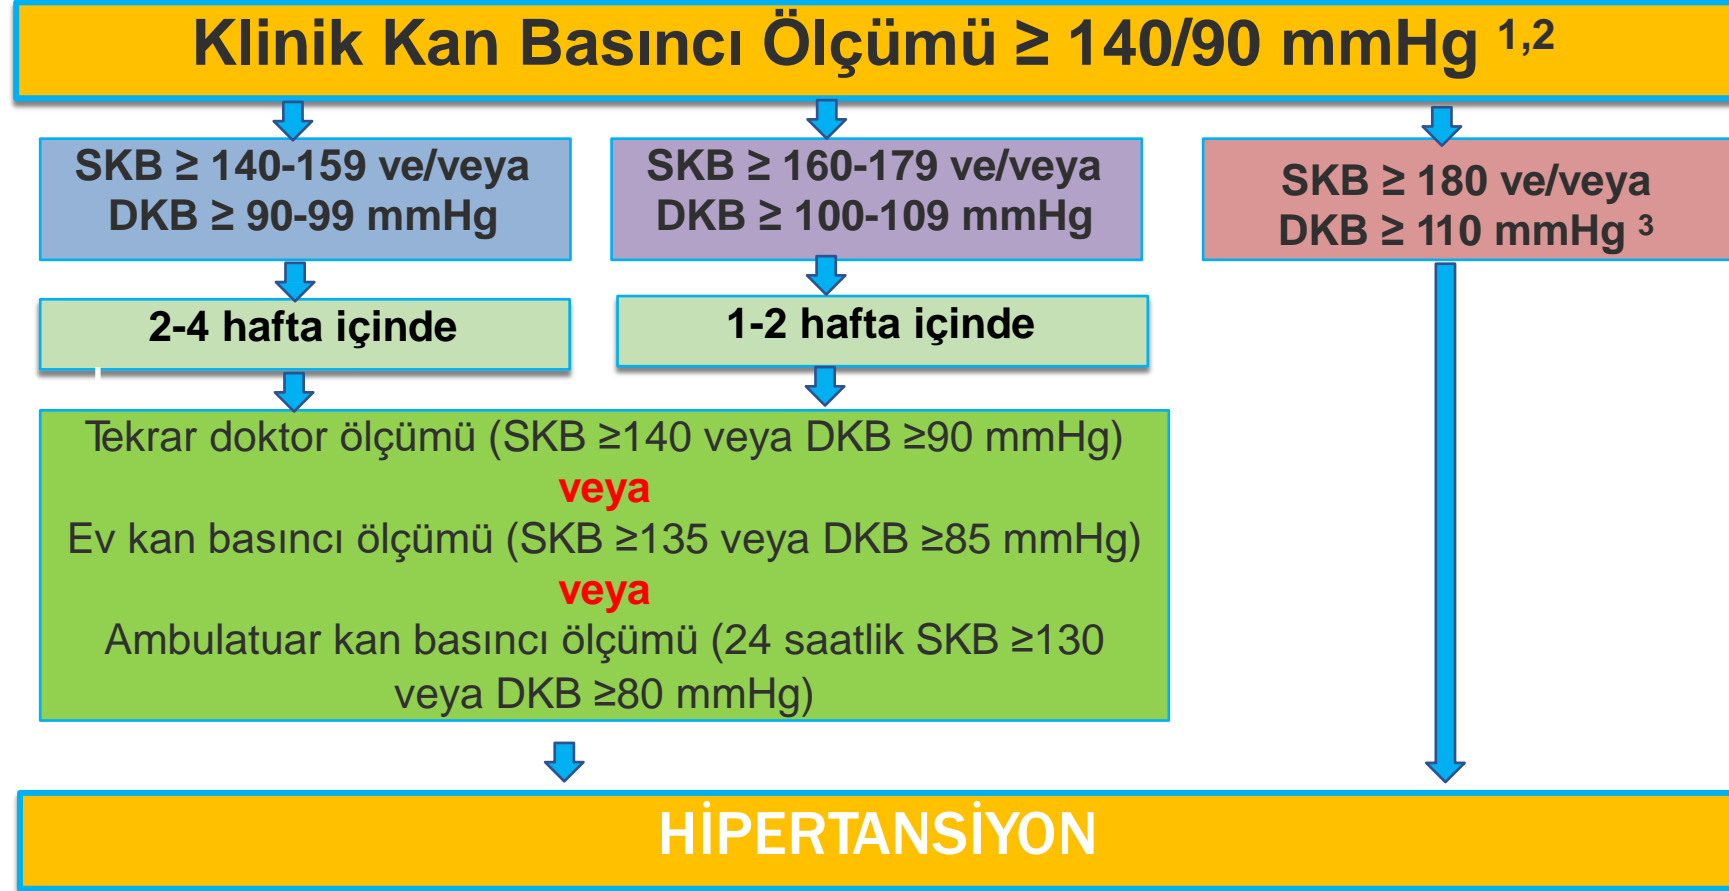 Klinik Kan Basıncı Ölçümü ≥ 140/90 mmHg 1,2
SKB ≥ 140-159 ve/veya
DKB ≥ 90-99 mmHg
SKB ≥ 160-179 ve/veya
DKB ≥ 100-109 mmHg
SKB ≥ 180 ve/veya
DKB ≥ 110 mmHg 3
2-4 hafta içinde
1-2 hafta içinde
Tekrar doktor ölçümü (SKB ≥140 veya DKB ≥90 mmHg)
veya
Ev kan basıncı ölçümü (SKB ≥135 veya DKB ≥85 mmHg)
veya
Ambulatuar kan basıncı ölçümü (24 saatlik SKB ≥130
veya DKB ≥80 mmHg)
HİPERTANSİYON